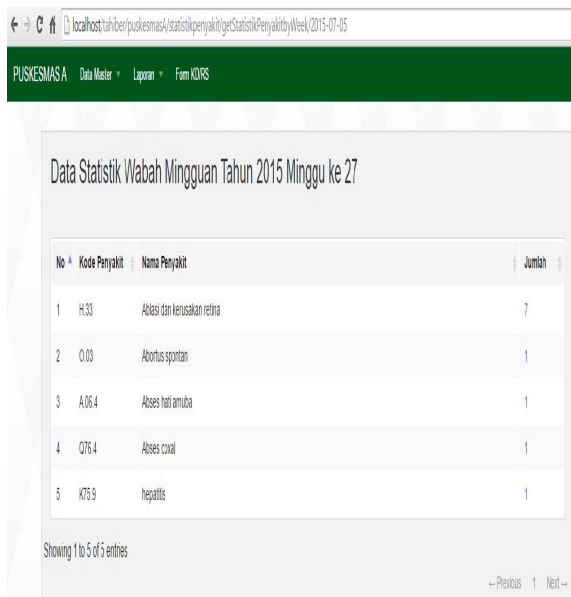 localhost/tahiber/puskesmasA/statistikpenyakit/getStatistikPenyakitbyWeek/2015-07-05
PUSKESMAS A Data Master Laporan Form KD/RS
Data Statistik Wabah Mingguan Tahun 2015 Minggu ke 27
No Kode Penyakit Nama Penyakit Jumlah
1 H.33 Ablasi dan kerusakan retina 7
2 O.03 Abortus spontan 1
3 A.06.4 Abses hati amuba 1
4 Q76.4 Abses coxal 1
5 K75.9 hepatitis 1
Showing 1 to 5 of 5 entries
← Previous 1 Next →